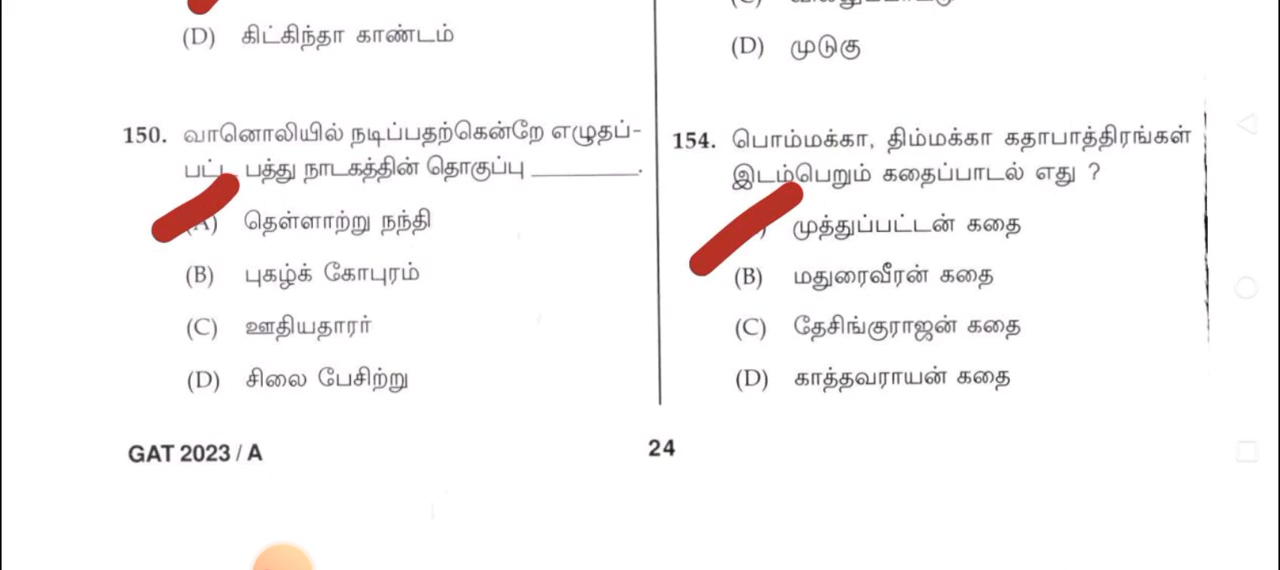 (D) கிட்கிந்தா காண்டம்
150. வானொலியில் நடிப்பதற்கென்றே எழுதப்-
பத்து நாடகத்தின் தொகுப்பு ________.
தெள்ளாற்று நந்தி
(B) புகழ்க் கோபுரம்
(C) ஊதியதாரர்
(D) சிலை பேசிற்று
(D) முடுகு
154. பொம்மக்கா, திம்மக்கா கதாபாத்திரங்கள்
இடம்பெறும் கதைப்பாடல் எது ?
முத்துப்பட்டன் கதை
(B) மதுரைவீரன் கதை
(C) தேசிங்குராஜன் கதை
(D) காத்தவராயன் கதை
GAT 2023 / A
24